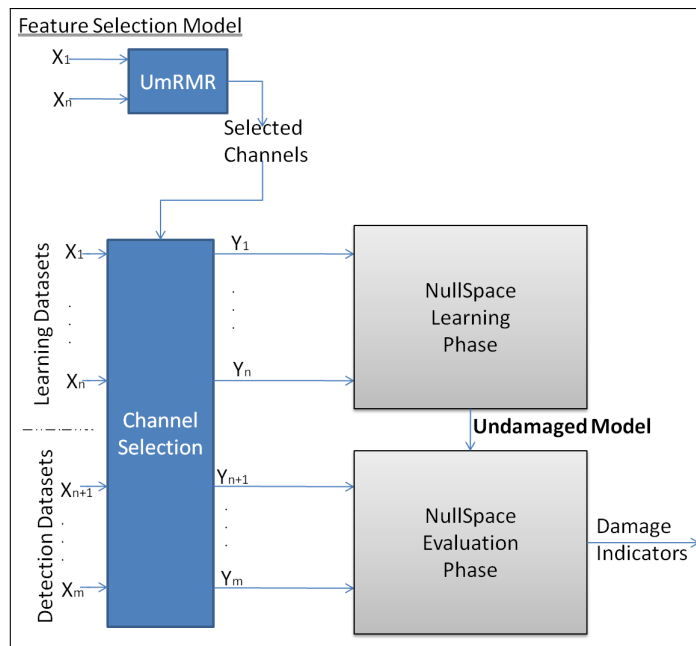 Feature Selection Model
X1
Xn
UmRMR
Selected
Channels
Learning Datasets
X1
Xn
Detection Datasets
Xn+1
Xm
Channel
Selection
Y1
Yn
Yn+1
Ym
NullSpace
Learning
Phase
Undamaged Model
NullSpace
Evaluation
Phase
Damage
Indicators